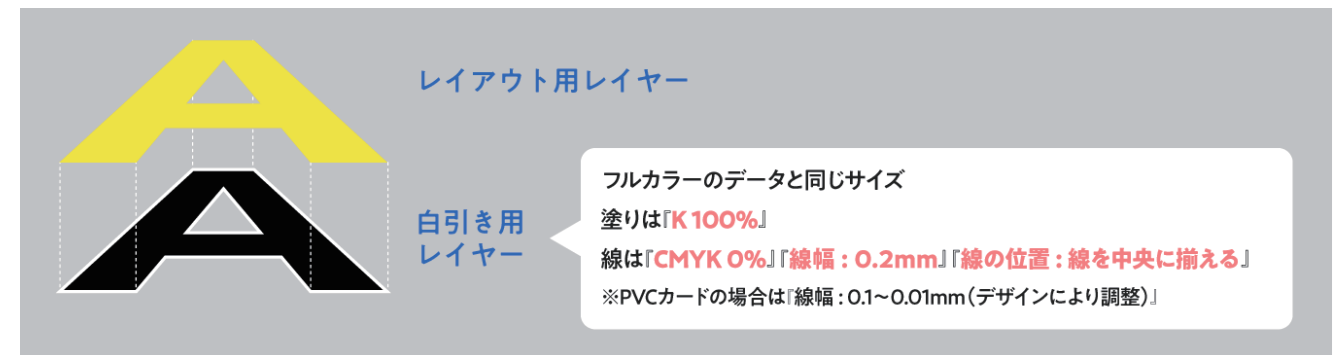 A
レイアウト用レイヤー
A
白引き用
レイヤー
フルカラーのデータと同じサイズ
塗りは『K 100%』
線は『CMYK 0%』『線幅：0.2mm』『線の位置：線を中央に揃える』
※PVCカードの場合は『線幅：0.1~0.01mm（デザインにより調整）』